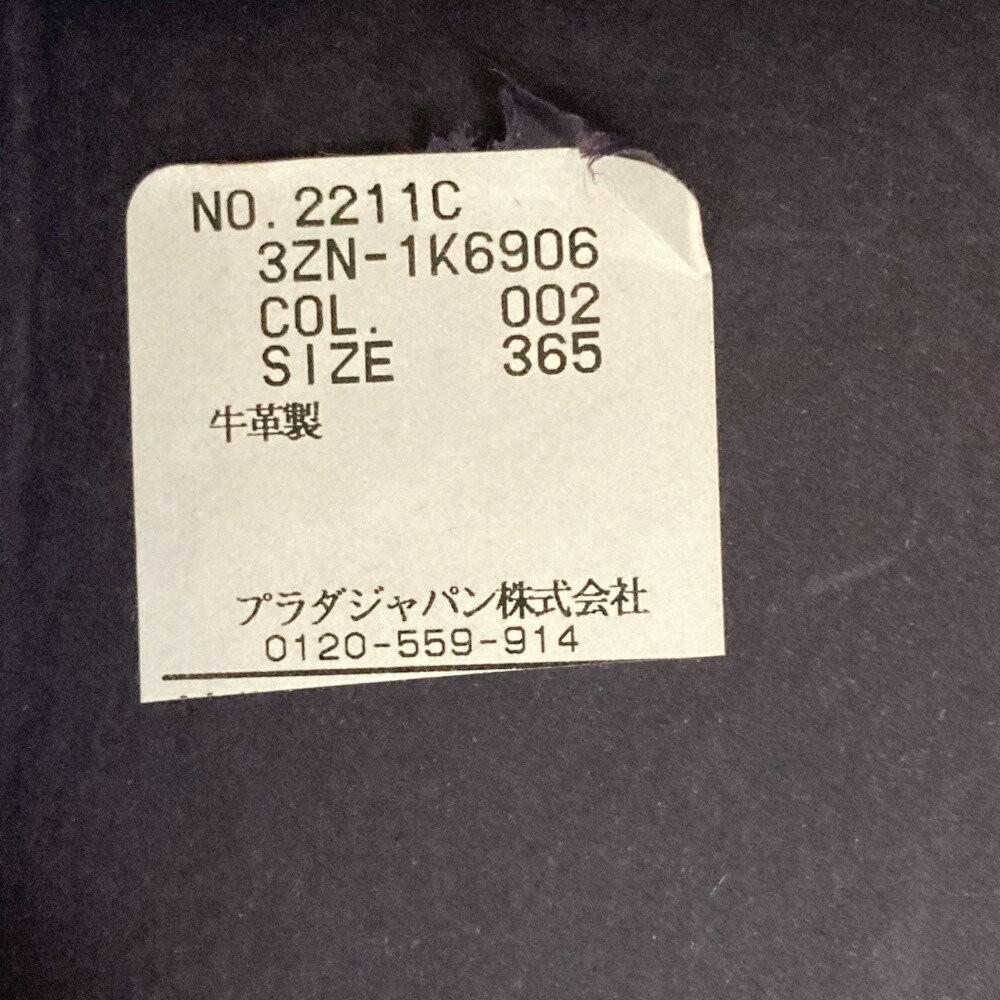 NO. 2211C
3ZN-1K6906
COL. 002
SIZE 365
牛革製
プラダジャパン株式会社
0120-559-914